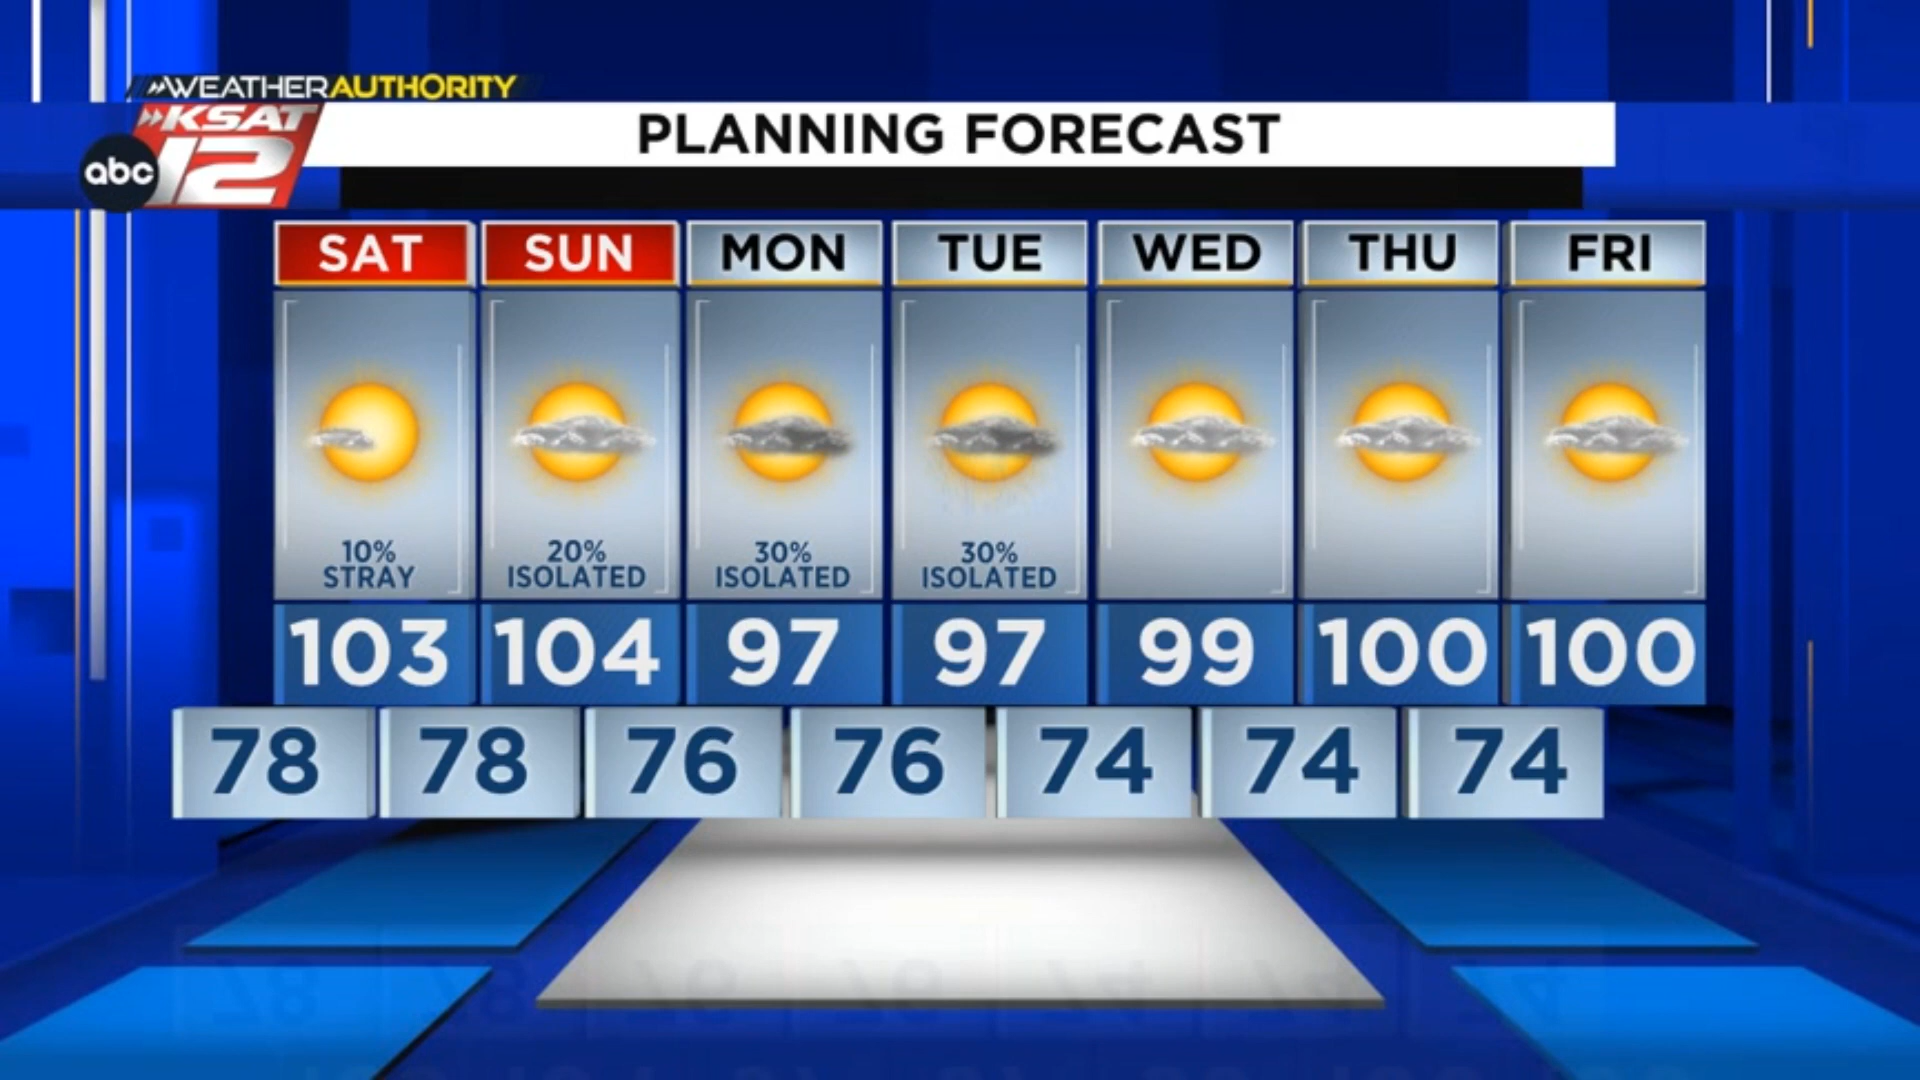 WEATHERAUTHORITY
KSAT
abc
12
PLANNING FORECAST
SAT SUN MON TUE WED THU FRI
10% 20% 30% 30%
STRAY ISOLATED ISOLATED ISOLATED
103 104 97 97 99 100 100
78 78 76 76 74 74 74